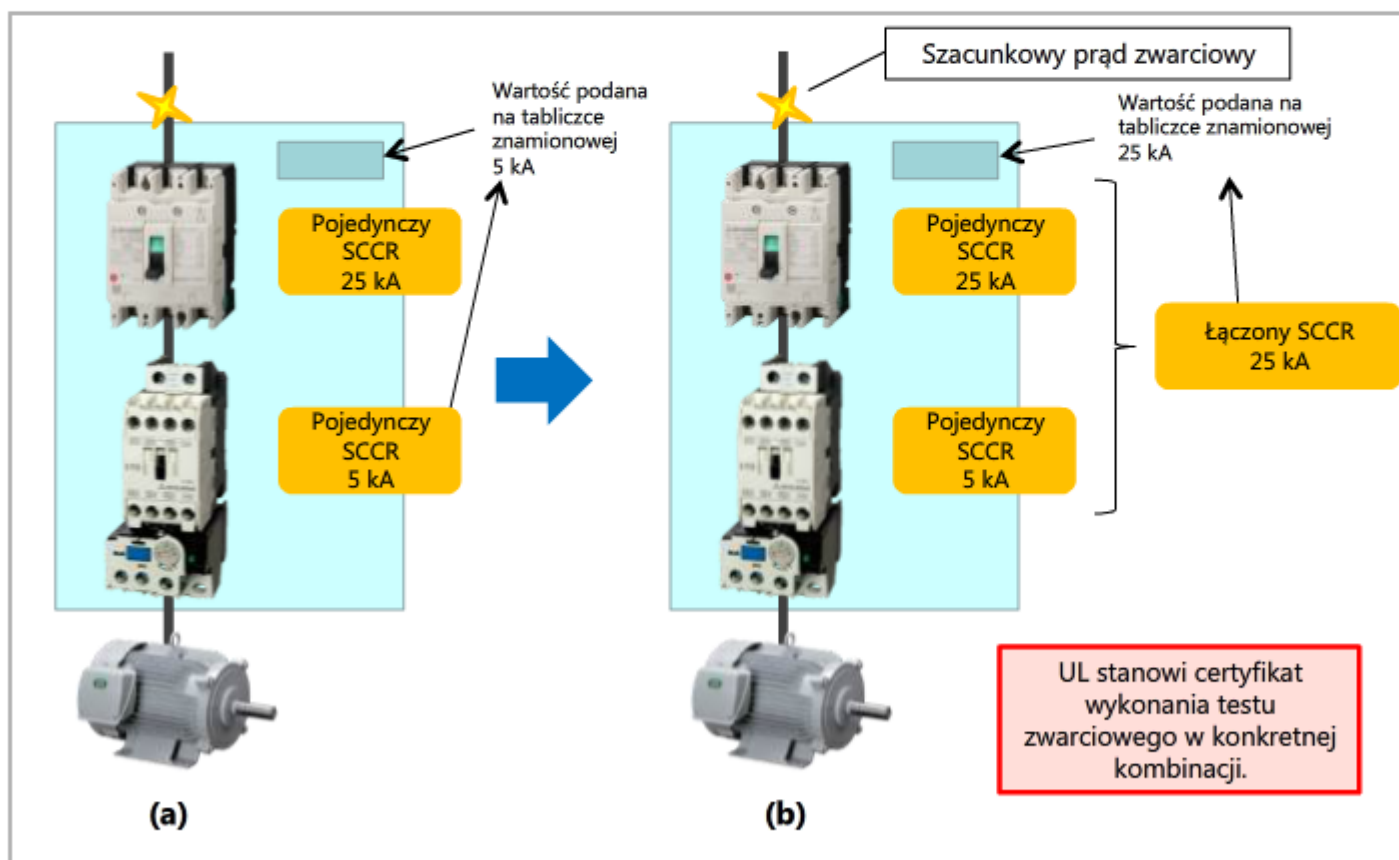 Szacunkowy prąd zwarciowy
Wartość podana
na tabliczce
znamionowej
5 kA
Pojedynczy
SCCR
25 kA
Pojedynczy
SCCR
5 kA
(a)
Wartość podana na
tabliczce znamionowej
25 kA
Pojedynczy
SCCR
25 kA
Łączony SCCR
25 kA
Pojedynczy
SCCR
5 kA
UL stanowi certyfikat
wykonania testu
zwarciowego w konkretnej
kombinacji.
(b)